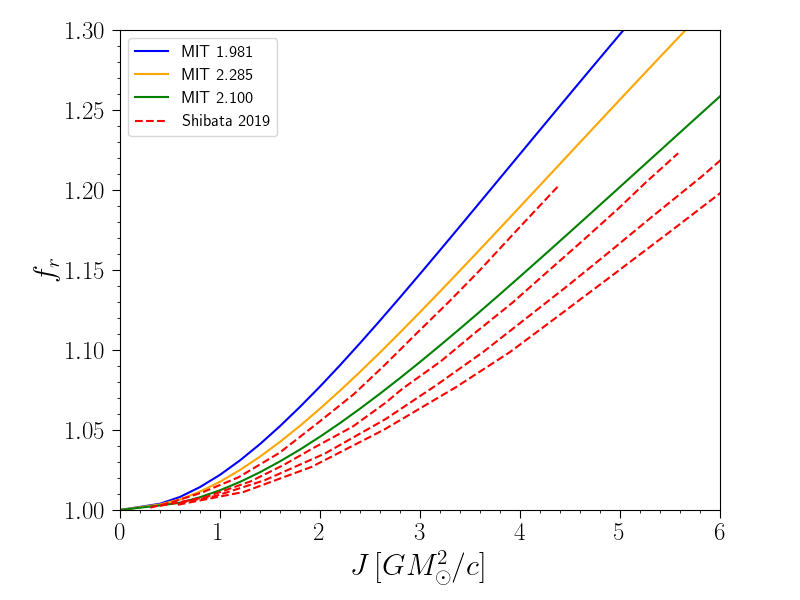 1.30
1.25
1.20
1.15
1.10
1.05
1.00
f_r
MIT 1.981
MIT 2.285
MIT 2.100
Shibata 2019
0 1 2 3 4 5 6
J [GM_⊙^2/c]